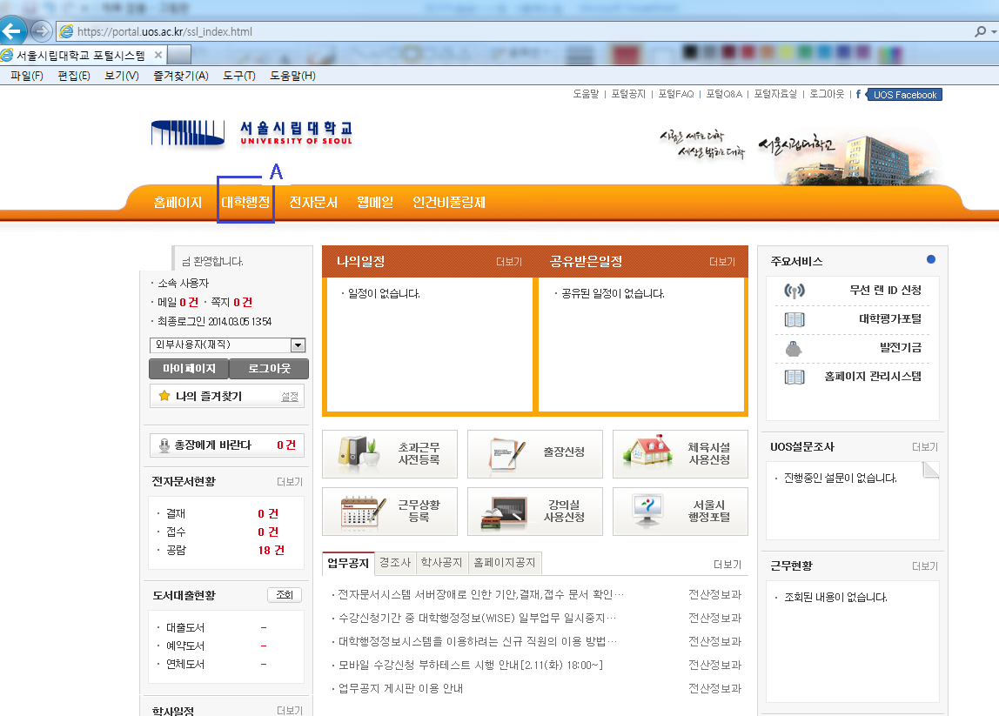 https://portal.uos.ac.kr/ssl_index.html
서울시립대학교 포털시스템
파일(F) 편집(E) 보기(V) 즐겨찾기(A) 도구(T) 도움말(H)
도움말 | 포털공지 | 포털FAQ | 포털Q&A | 포털자료실 | 로그아웃 | f UOS Facebook
서울시립대학교
UNIVERSITY OF SEOUL
사람을 세우는 대학
세상을 밝히는 대학
서울시립대학교
A
홈페이지 대학행정 전자문서 웹메일 인건비풀링제
님 환영합니다.
· 소속 사용자
· 메일 0 건 · 쪽지 0 건
· 최종로그인 2014.03.05 13:54
외부사용자(재직)
마이페이지 로그아웃
나의 즐겨찾기 설정
총장에게 바란다 0 건
전자문서현황 더보기
· 결재 0 건
· 접수 0 건
· 공람 18 건
도서대출현황 조회
· 대출도서 -
· 예약도서 -
· 연체도서 -
학사일정 더보기
나의일정 더보기 공유받은일정 더보기
· 일정이 없습니다. · 공유된 일정이 없습니다.
초과근무
사전등록
출장신청
체육시설
사용신청
근무상황
등록
강의실
사용신청
서울시
행정포털
업무공지 경조사 학사공지 홈페이지공지 더보기
· 전자문서시스템 서버장애로 인한 기안,결재,접수 문서 확인… 전산정보과
· 수강신청기간 중 대학행정정보(WISE) 일부업무 일시중지… 전산정보과
· 대학행정정보시스템을 이용하려는 신규 직원의 이용 방법… 전산정보과
· 모바일 수강신청 부하테스트 시행 안내[2.11(화) 18:00~] 전산정보과
· 업무공지 게시판 이용 안내 전산정보과
주요서비스
무선 랜 ID 신청
대학평가포털
발전기금
홈페이지 관리시스템
UOS설문조사 더보기
· 진행중인 설문이 없습니다.
근무현황 더보기
· 조회된 내용이 없습니다.